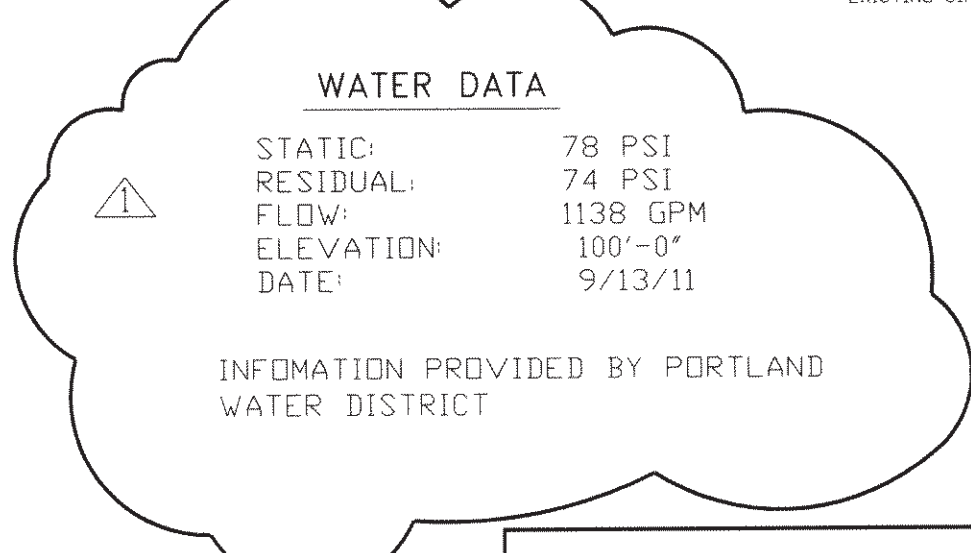 WATER DATA
STATIC: 78 PSI
RESIDUAL: 74 PSI
1
FLOW: 1138 GPM
ELEVATION: 100'-0"
DATE: 9/13/11
INFOMATION PROVIDED BY PORTLAND
WATER DISTRICT